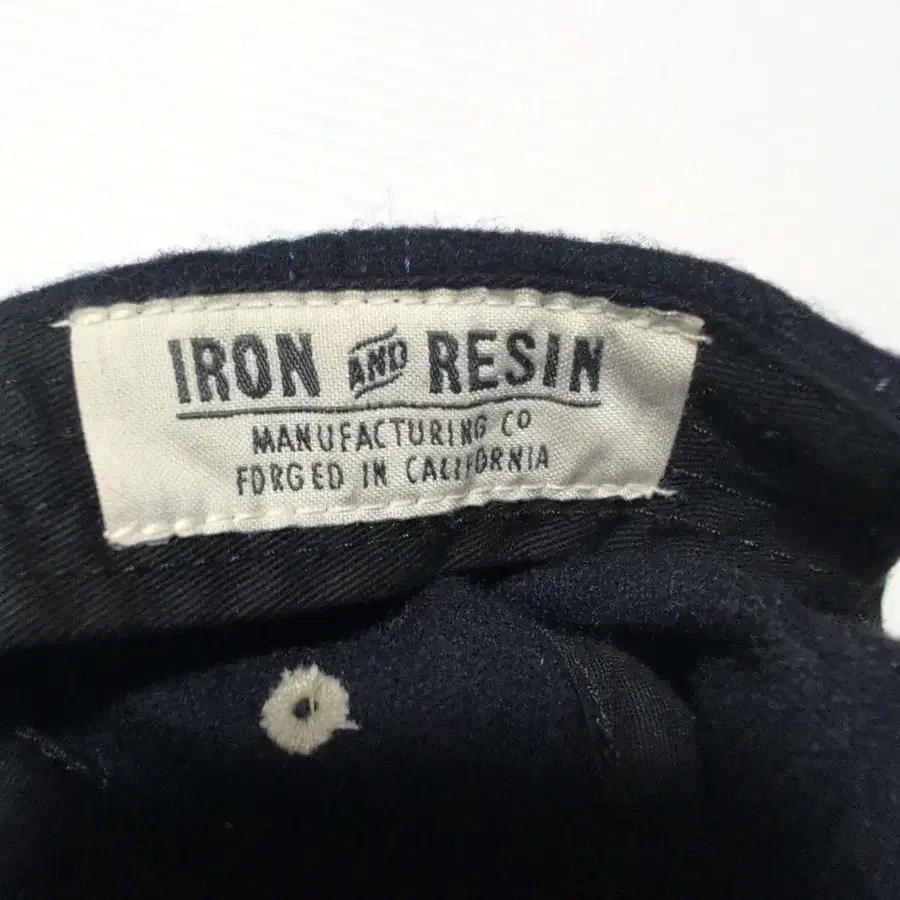 IRON AND RESIN
MANUFACTURING CO
FORGED IN CALIFORNIA